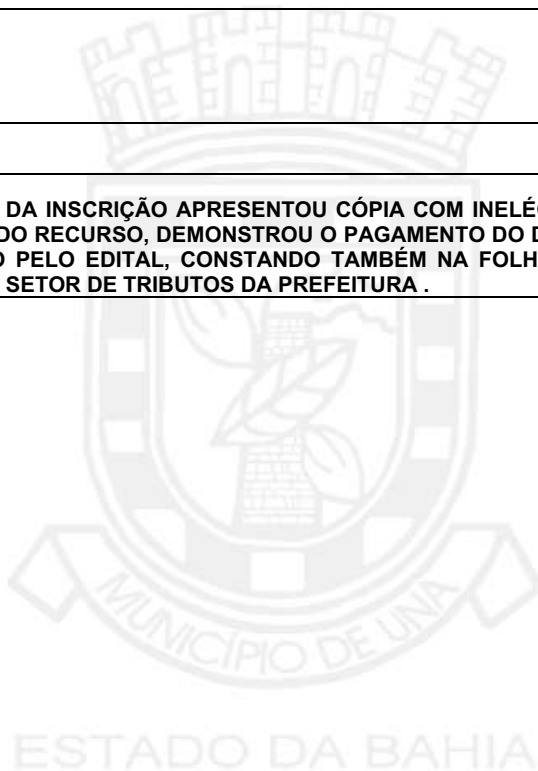 DA INSCRIÇÃO APRESENTOU CÓPIA COM INELÉ
DO RECURSO, DEMONSTROU O PAGAMENTO DO
PELO EDITAL, CONSTANDO TAMBÉM NA FOLH
SETOR DE TRIBUTOS DA PREFEITURA .
MUNICÍPIO DE UNA
ESTADO DA BAHIA